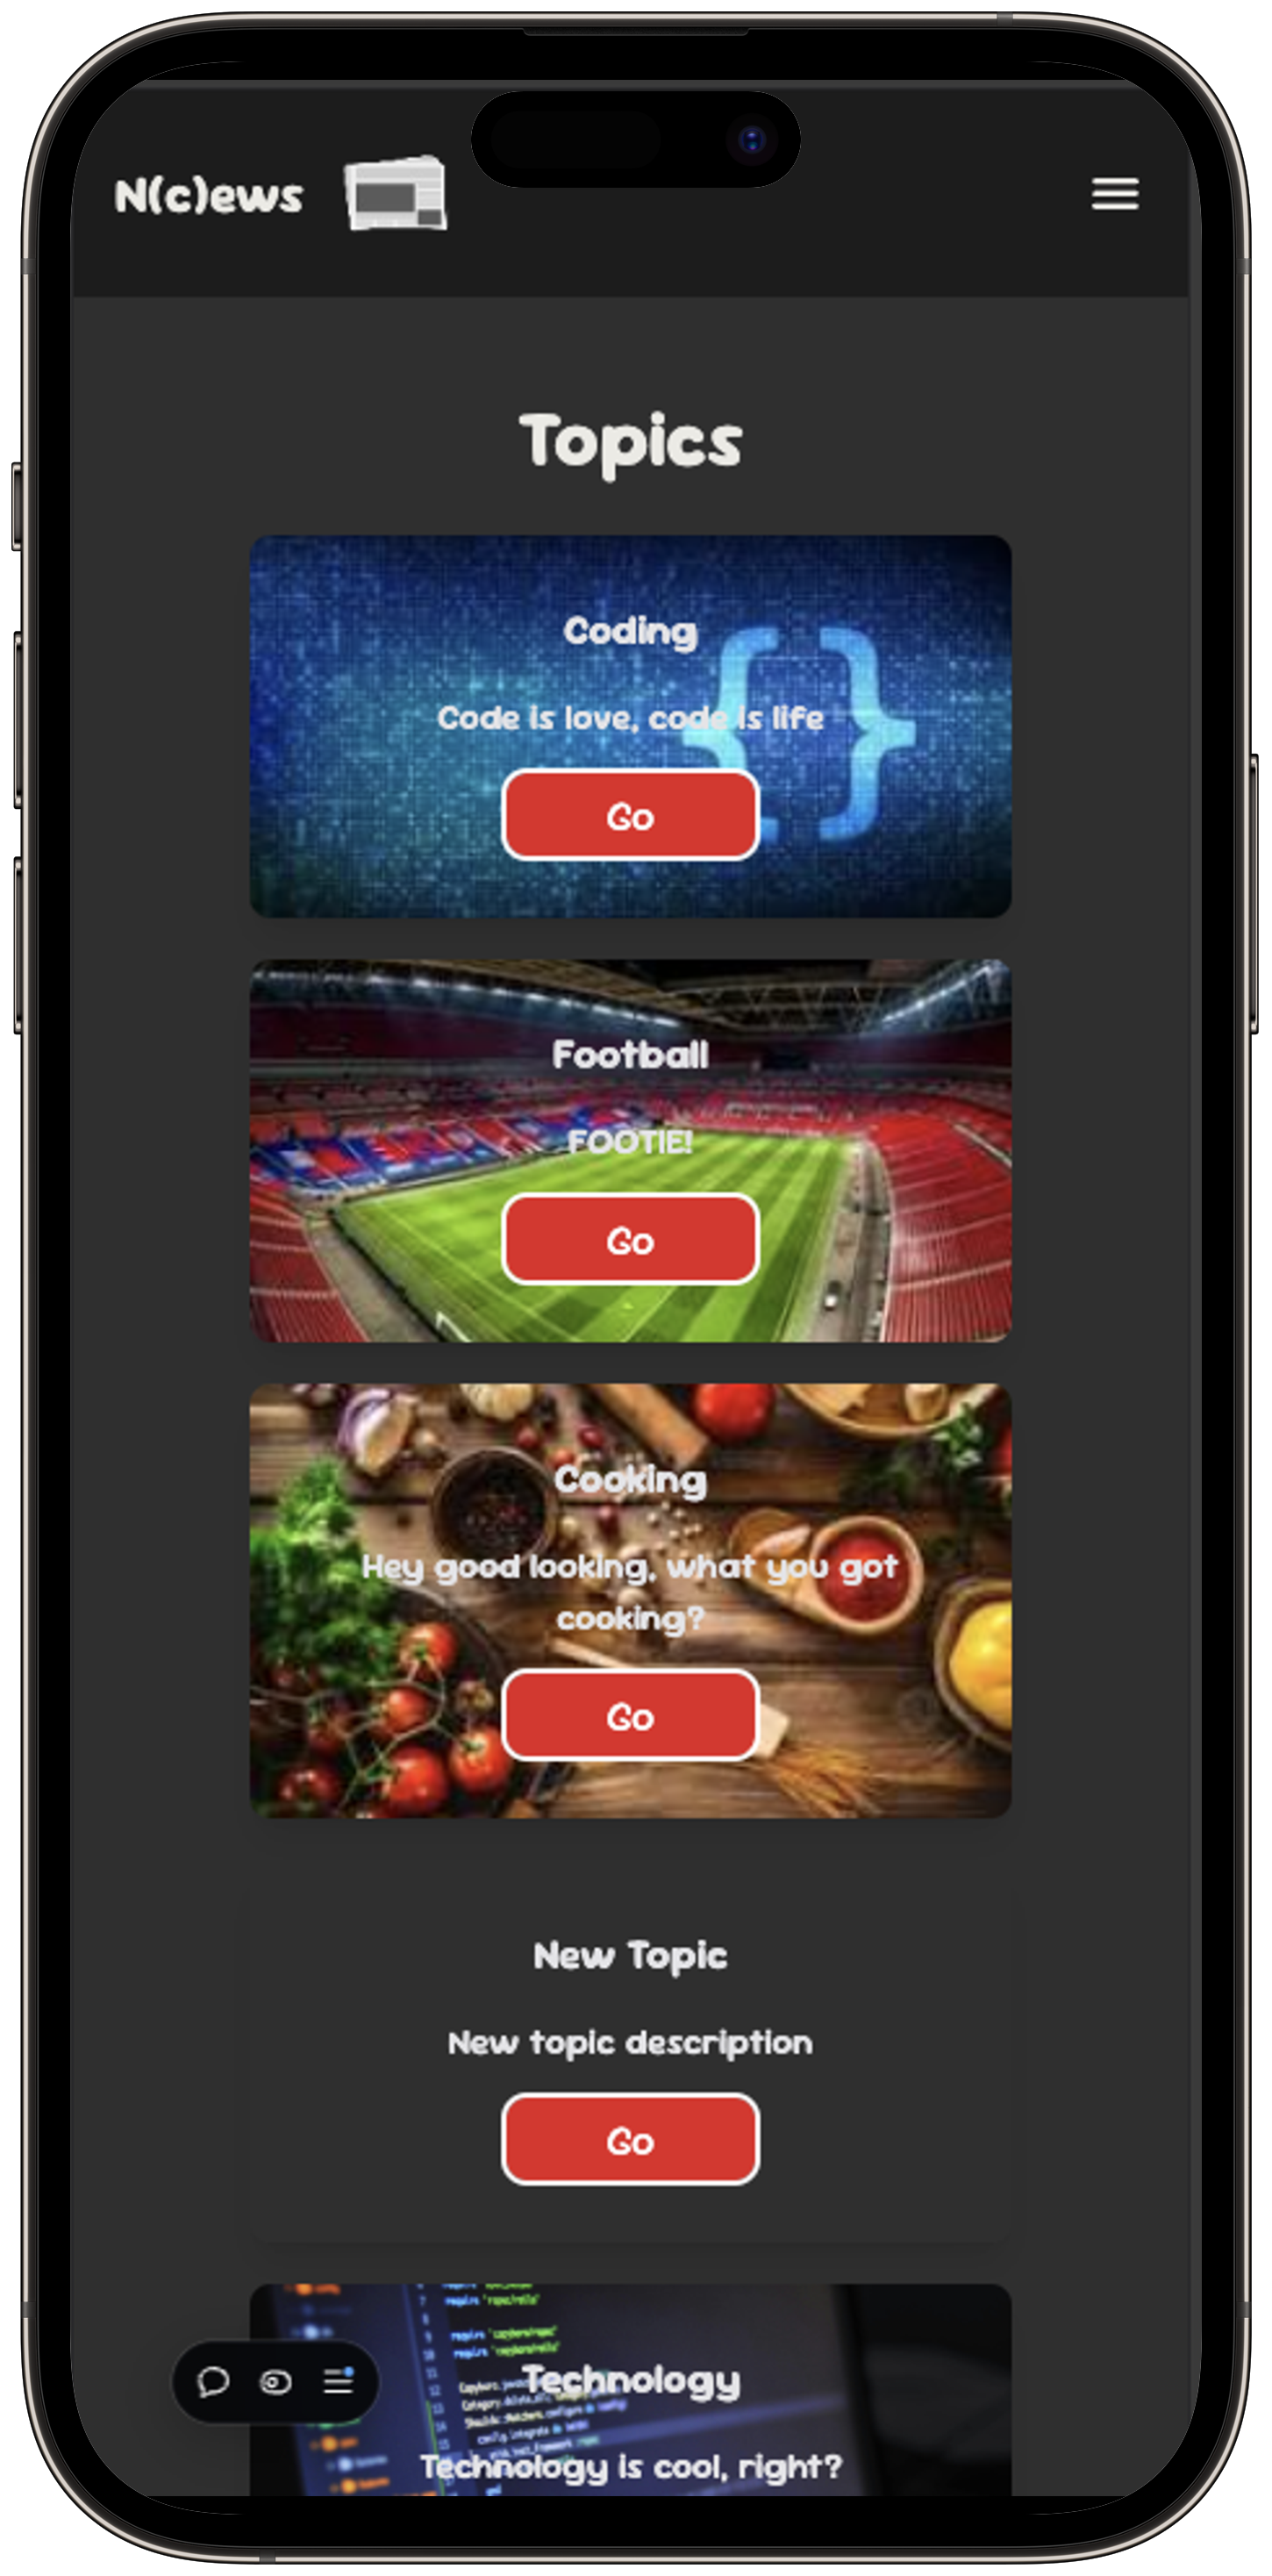 N(c)ews
Topics
Coding
Code is love, code is life
Go
Football
FOOTIE!
Go
Cooking
Hey good looking, what you got
cooking?
Go
New Topic
New topic description
Go
Technology
Technology is cool, right?